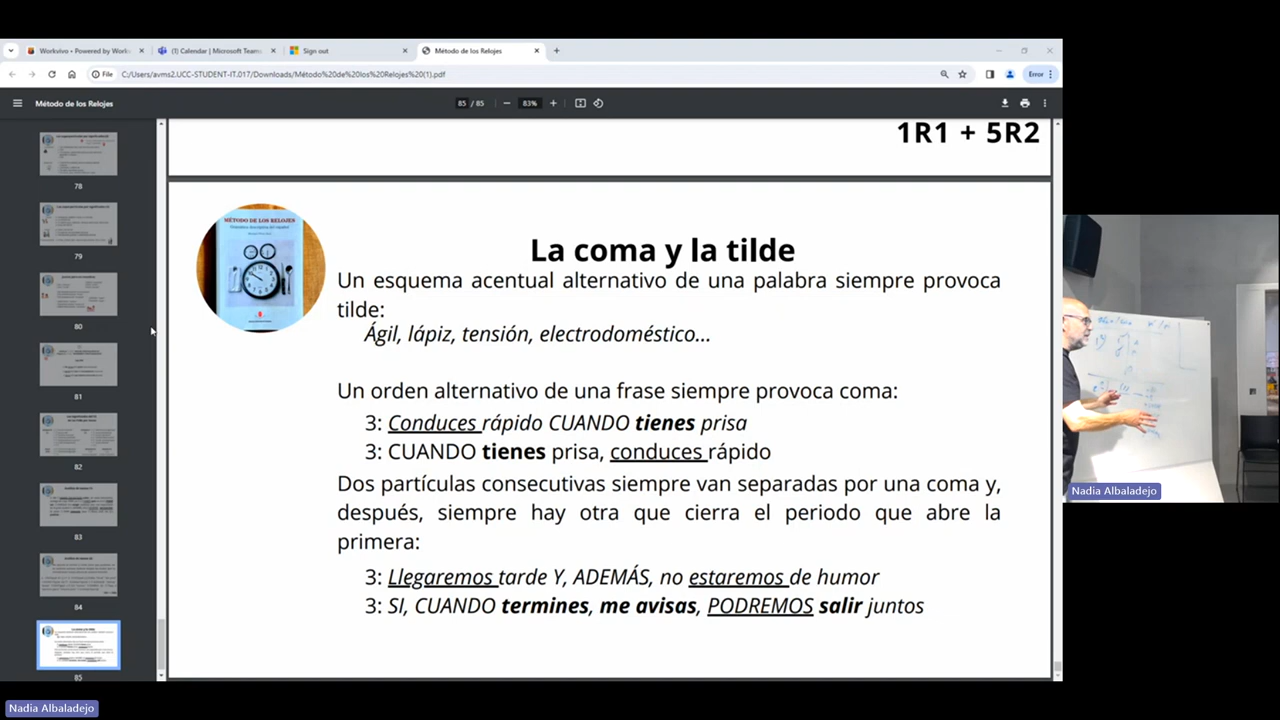 Workvivo • Powered by Work
(1) Calendar | Microsoft Teams
Sign out
Método de los Relojes
File
C:/Users/avms2.UCC-STUDENT-IT.017/Downloads/Método%20de%20los%20Relojes%20(1).pdf
Error
Método de los Relojes
85 / 85
83%
78
79
80
81
82
83
84
85
1R1 + 5R2
MÉTODO DE LOS RELOJES
La coma y la tilde
Un esquema acentual alternativo de una palabra siempre provoca
tilde:
Ágil, lápiz, tensión, electrodoméstico...
Un orden alternativo de una frase siempre provoca coma:
3: Conduces rápido CUANDO tienes prisa
3: CUANDO tienes prisa, conduces rápido
Dos partículas consecutivas siempre van separadas por una coma y,
después, siempre hay otra que cierra el periodo que abre la
primera:
3: Llegaremos tarde Y, ADEMÁS, no estaremos de humor
3: SI, CUANDO termines, me avisas, PODREMOS salir juntos
Nadia Albaladejo
Nadia Albaladejo